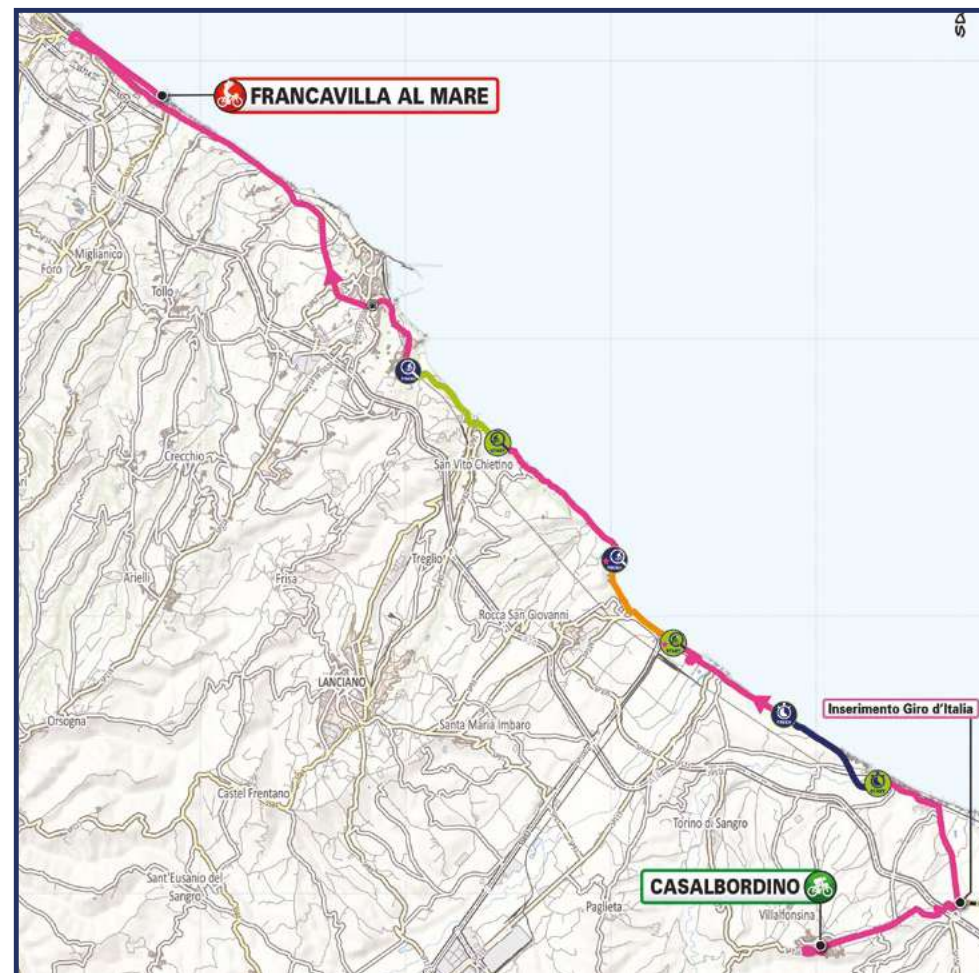 SD
FRANCAVILLA AL MARE
Foro
Miglianico
Tollo
Crecchio
San Vito Chietino
Arielli
Frisa
Treglio
Rocca San Giovanni
LANCIANO
Orsogna
Santa Maria Imbaro
Inserimento Giro d'Italia
Castel Frentano
Torino di Sangro
Sant'Eusanio del
Sangro
Paglieta
CASALBORDINO
Villalfonsina